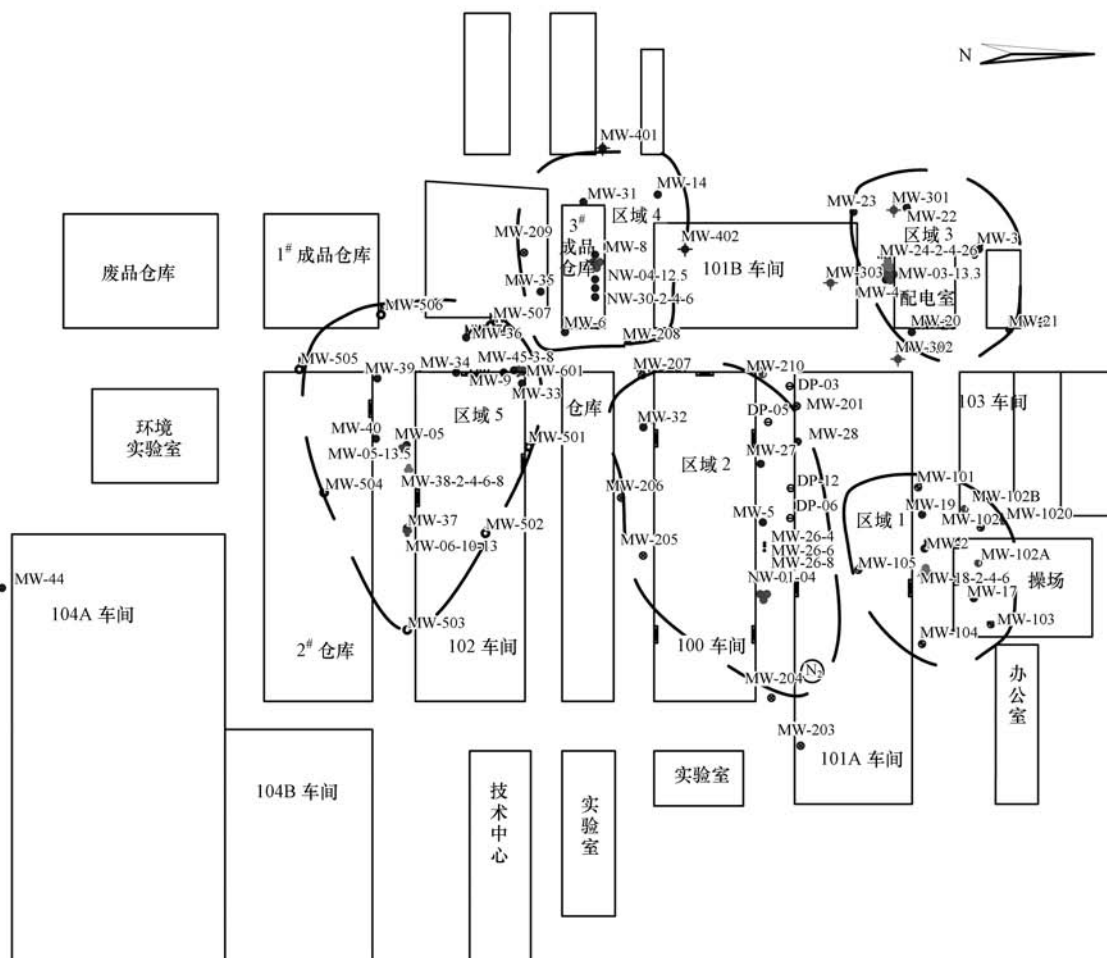 N
MW-401
MW-31
MW-14
区域 4
MW-23
MW-301
MW-22
区域 3
MW-3
MW-209
3#
成品
仓库
MW-8
MW-402
101B 车间
MW-24-2-4-26
MW-303
MW-03-13.3
MW-4
配电室
废品仓库
1# 成品仓库
MW-35
NW-04-12.5
NW-30-2-4-6
MW-506
MW-507
MW-36
MW-6
MW-208
MW-20
MW-21
MW-302
MW-505
MW-39
MW-34
MW-45-3-8
MW-9
MW-601
MW-33
MW-207
MW-210
DP-03
MW-201
DP-05
103 车间
环境
实验室
区域 5
仓库
MW-32
MW-28
MW-40
MW-05
MW-05-13.5
MW-501
区域 2
MW-27
MW-504
MW-38-2-4-6-8
MW-206
DP-12
DP-06
MW-101
MW-19
MW-102B
MW-1020
MW-102
区域 1
MW-37
MW-06-10-13
MW-502
MW-5
MW-26-4
MW-26-6
MW-26-8
MW-205
MW-2
MW-105
MW-102A
MW-18-2-4-6
操场
MW-17
MW-44
104A 车间
NW-01-04
MW-103
MW-503
MW-104
2# 仓库
102 车间
100 车间
N₂
MW-204
办公室
MW-203
101A 车间
104B 车间
技术中心
实验室
实验室